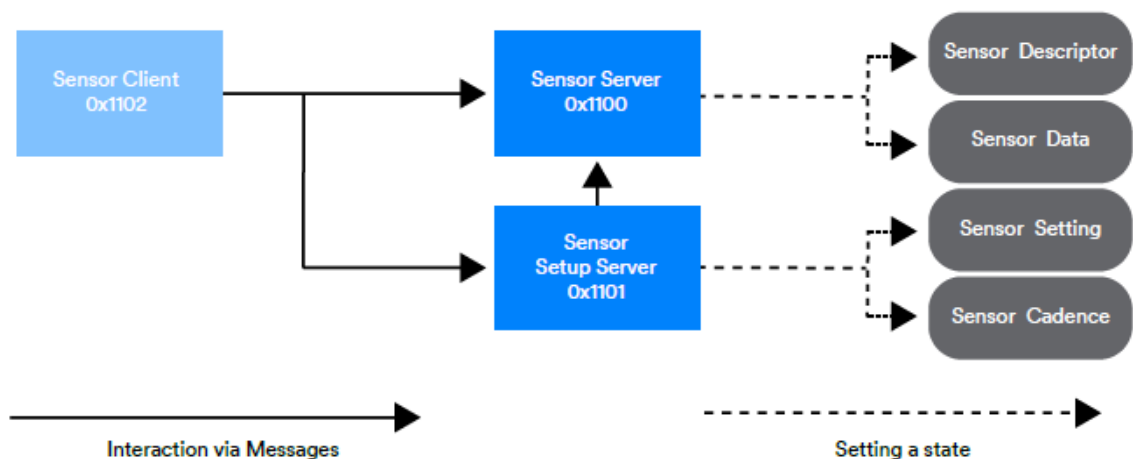 Sensor Client
0x1102
Sensor Server
0x1100
Sensor Descriptor
Sensor Data
Sensor
Setup Server
0x1101
Sensor Setting
Sensor Cadence
Interaction via Messages
Setting a state